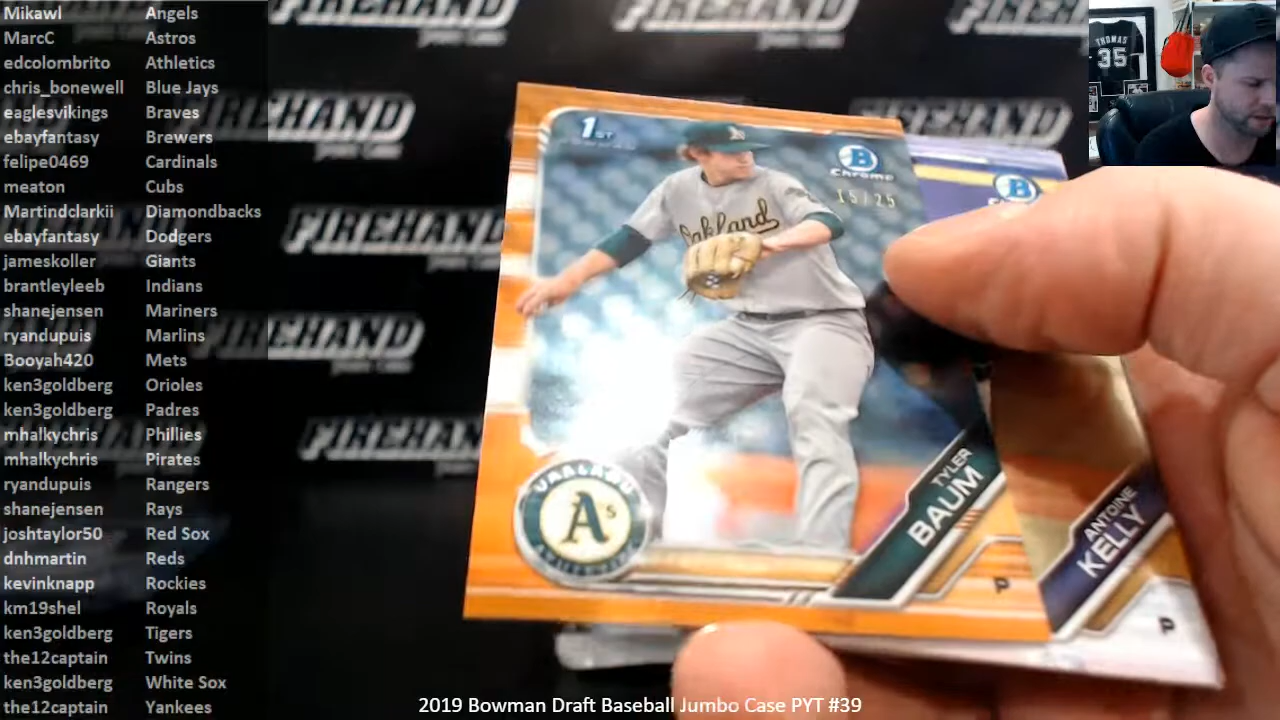 Mikawl Angels
MarcC Astros
edcolombrito Athletics
chris_bonewell Blue Jays
eaglesvikings Braves
ebayfantasy Brewers
felipe0469 Cardinals
meaton Cubs
Martindclarkii Diamondbacks
ebayfantasy Dodgers
jameskoller Giants
brantleyleeb Indians
shanejensen Mariners
ryandupuis Marlins
Booyah420 Mets
ken3goldberg Orioles
ken3goldberg Padres
mhalkychris Phillies
mhalkychris Pirates
ryandupuis Rangers
shanejensen Rays
joshtaylor50 Red Sox
dnhmartin Reds
kevinknapp Rockies
km19shel Royals
ken3goldberg Tigers
the12captain Twins
ken3goldberg White Sox
the12captain Yankees
FIREHAND
FIREHAND
FIREHAND
FIREHAND
THOMAS
35
1ST
B
Chrome
15/25
Oakland
A's
TYLER
BAUM
P
B
ANTOINE
KELLY
P
2019 Bowman Draft Baseball Jumbo Case PYT #39